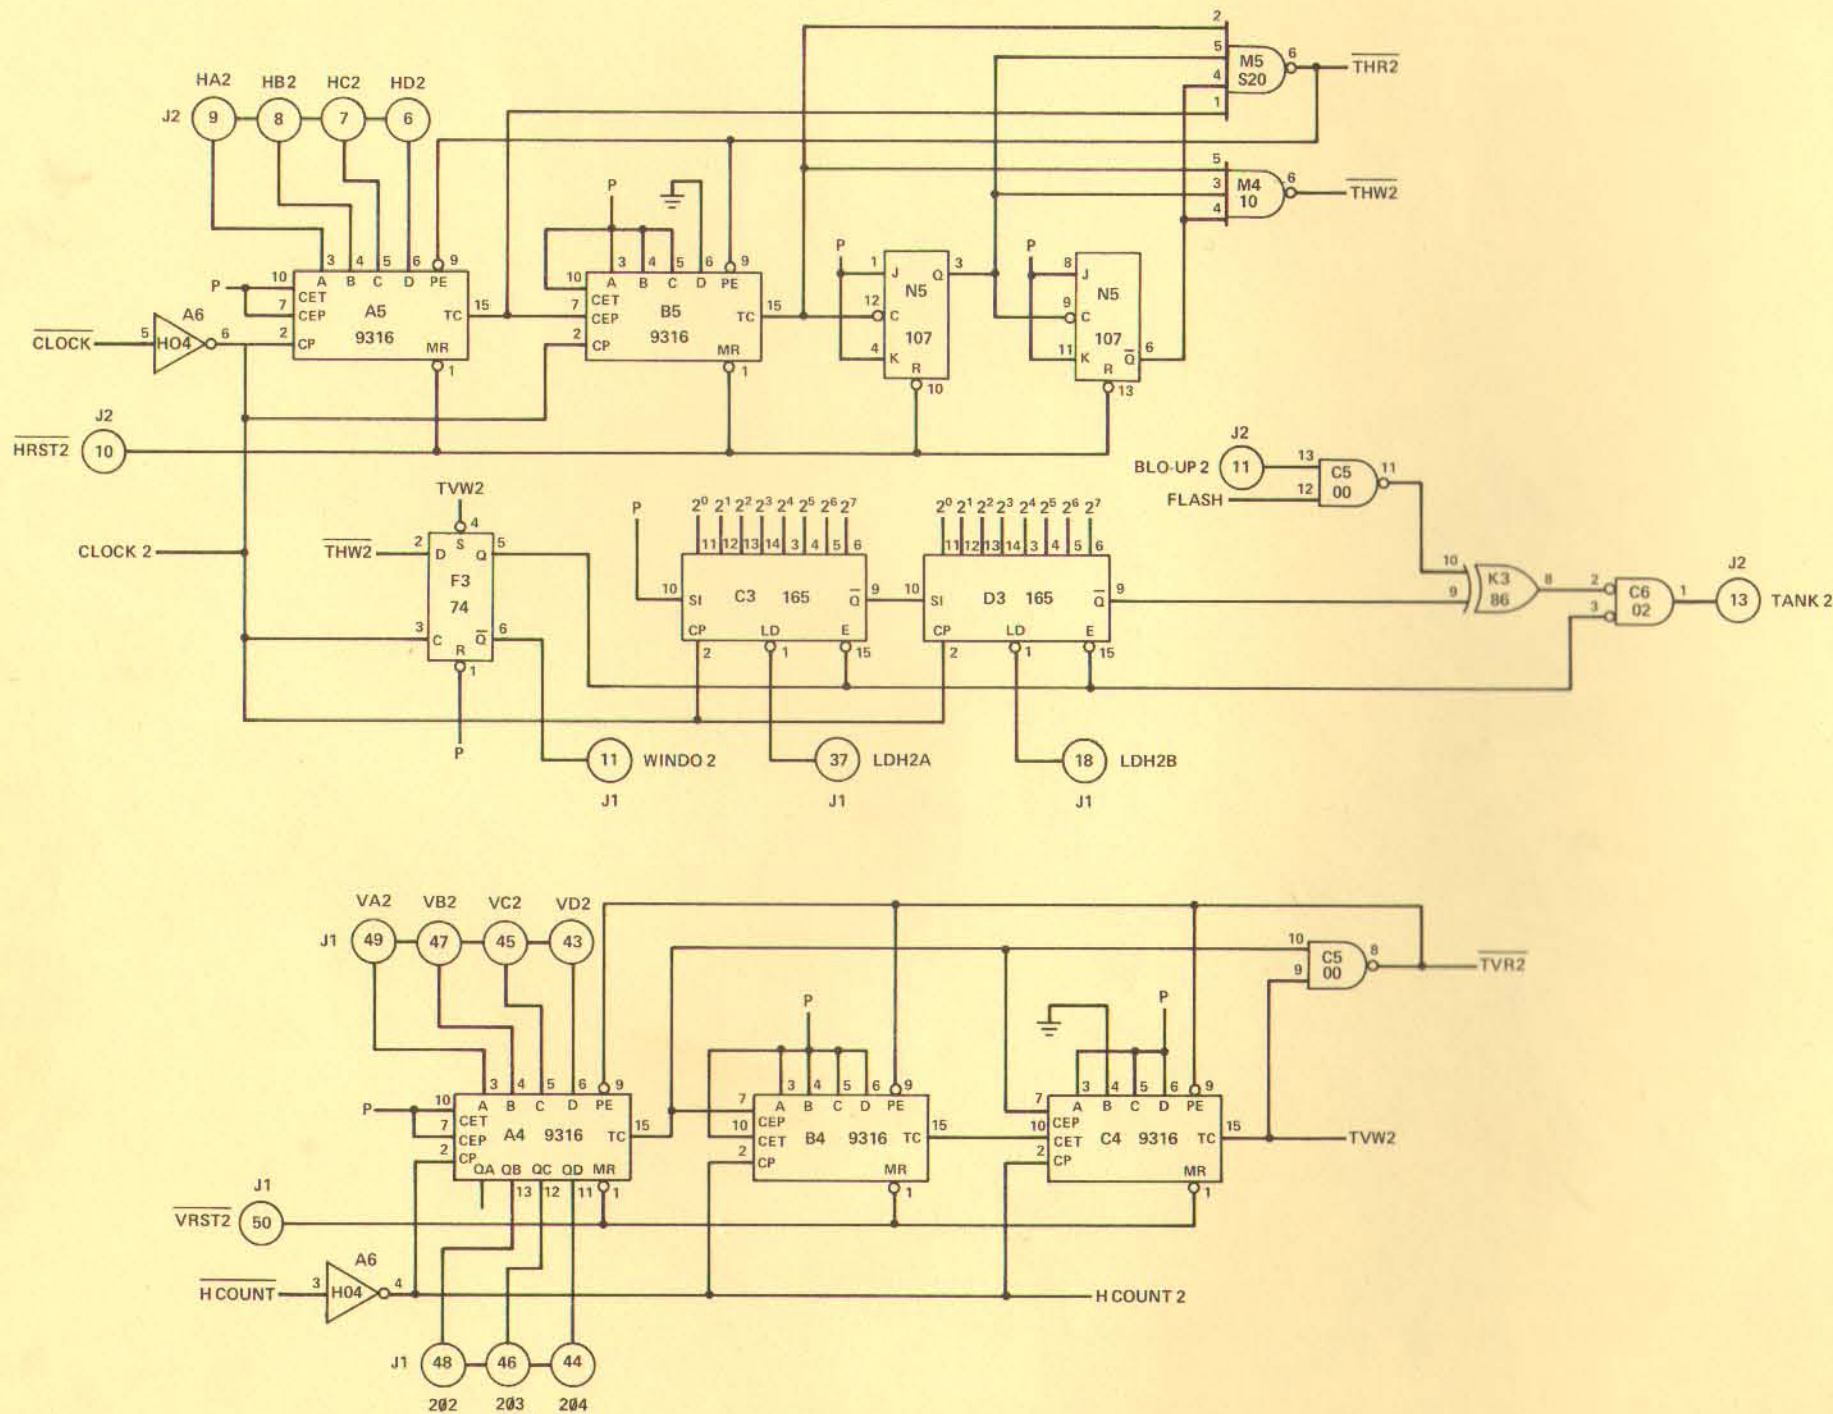 2
5
M5
6
THR2
S20
4
1
HA2 HB2 HC2 HD2
J2 9 8 7 6
5
M4
6
3
10
THW2
4
P
P
P
3 4 5 6 9
A B C D PE
10
CET
7
CEP
A5
TC 15
2
CP
9316
MR
1
P
A6
CLOCK 5 HO4 6
3 4 5 6 9
A B C D PE
10
CET
7
CEP
B5
TC 15
2
CP
9316
MR
1
1 J Q 3
N5
12 C
107
4 K
R
10
8 J
N5
9 C
107
11 K Q 6
R
13
J2
HRST2 10
J2
BLO-UP 2 11 13 C5 11
FLASH 12 00
TVW2
4
S
THW2 2 D Q 5
F3
74
3 C Q 6
R
1
P
CLOCK 2
P
2⁰ 2¹ 2² 2³ 2⁴ 2⁵ 2⁶ 2⁷
11 12 13 14 3 4 5 6
10 SI C3 165 Q 9
CP LD E
2 1 15
2⁰ 2¹ 2² 2³ 2⁴ 2⁵ 2⁶ 2⁷
11 12 13 14 3 4 5 6
10 SI D3 165 Q 9
CP LD E
2 1 15
10 K3 8
9 86
2 C6 1
3 02
J2
13 TANK 2
11 WINDO 2
J1
37 LDH2A
J1
18 LDH2B
J1
VA2 VB2 VC2 VD2
J1 49 47 45 43
10 C5 8
9 00
TVR2
P
P
3 4 5 6 9
A B C D PE
P 10 CET
7 CEP A4 9316 TC 15
2 CP
QA QB QC QD MR
13 12 11 1
3 4 5 6 9
A B C D PE
7 CEP
10 CET B4 9316 TC 15
2 CP
MR
1
3 4 5 6 9
A B C D PE
7 CEP
10 CET C4 9316 TC 15
2 CP
MR
1
TVW2
J1
VRST2 50
A6
H COUNT 3 H04 4
H COUNT 2
J1 48 46 44
202 203 204